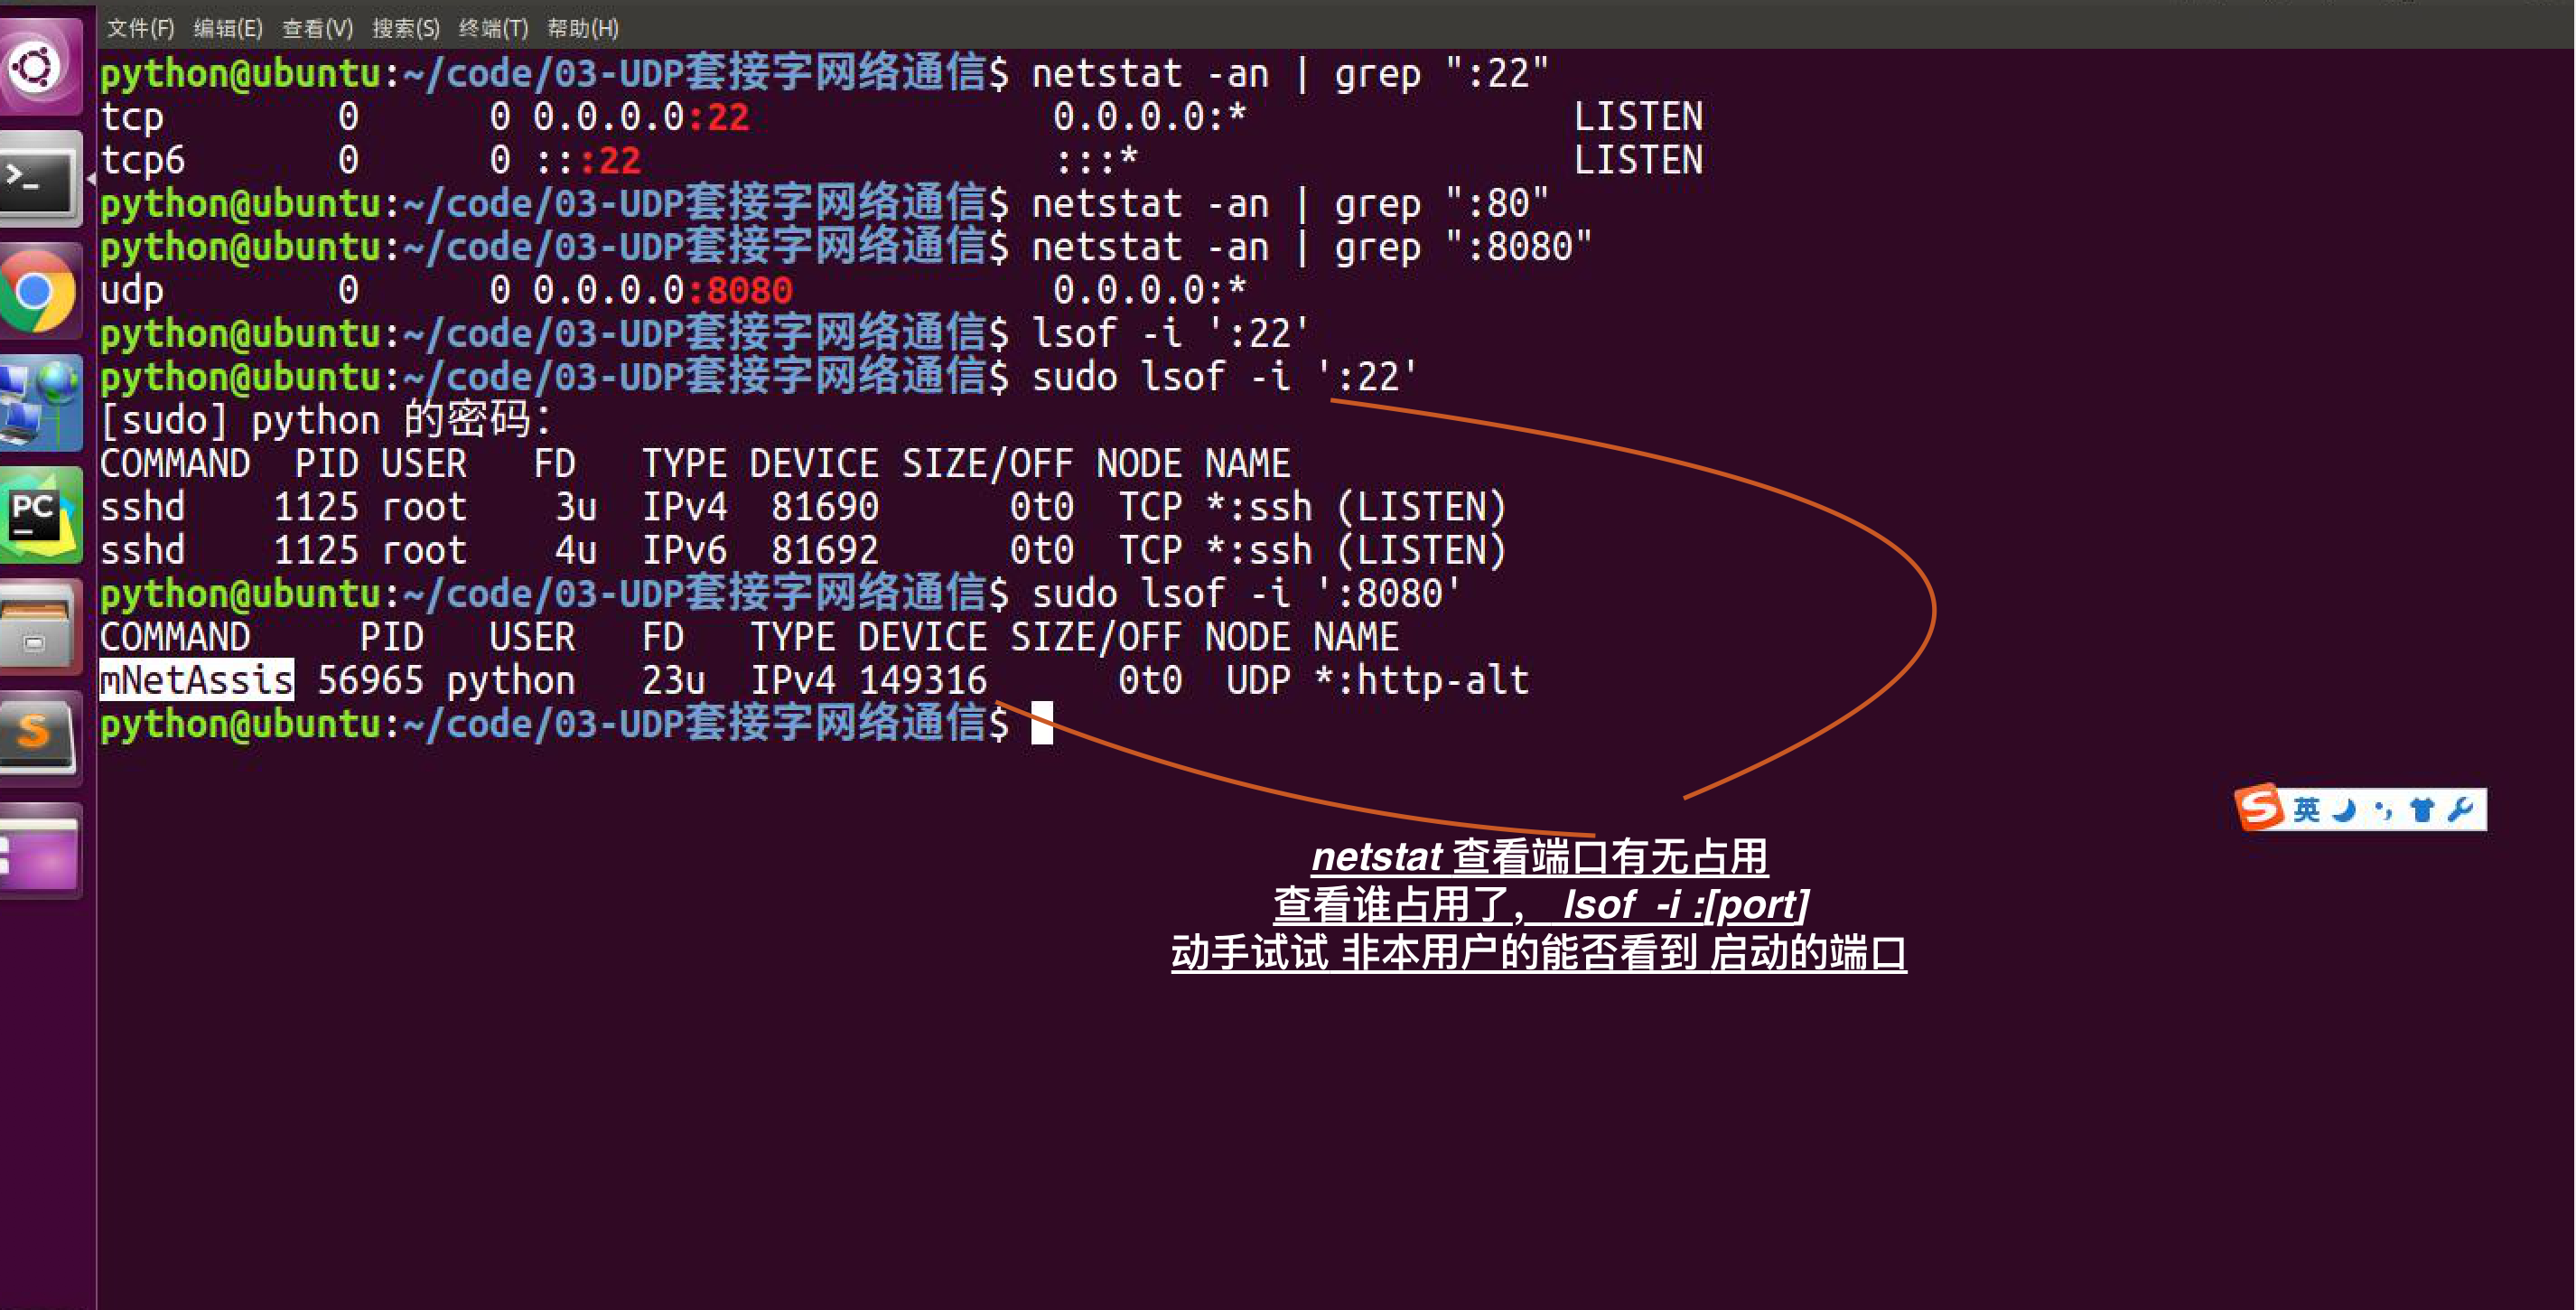 文件(F) 编辑(E) 查看(V) 搜索(S) 终端(T) 帮助(H)
python@ubuntu:~/code/03-UDP套接字网络通信$ netstat -an | grep ":22"
tcp        0      0 0.0.0.0:22              0.0.0.0:*               LISTEN
tcp6       0      0 :::22                   :::*                    LISTEN
python@ubuntu:~/code/03-UDP套接字网络通信$ netstat -an | grep ":80"
python@ubuntu:~/code/03-UDP套接字网络通信$ netstat -an | grep ":8080"
udp        0      0 0.0.0.0:8080            0.0.0.0:*
python@ubuntu:~/code/03-UDP套接字网络通信$ lsof -i ':22'
python@ubuntu:~/code/03-UDP套接字网络通信$ sudo lsof -i ':22'
[sudo] python 的密码：
COMMAND  PID USER   FD   TYPE DEVICE SIZE/OFF NODE NAME
sshd    1125 root    3u  IPv4  81690      0t0  TCP *:ssh (LISTEN)
sshd    1125 root    4u  IPv6  81692      0t0  TCP *:ssh (LISTEN)
python@ubuntu:~/code/03-UDP套接字网络通信$ sudo lsof -i ':8080'
COMMAND     PID   USER   FD   TYPE DEVICE SIZE/OFF NODE NAME
mNetAssis 56965 python   23u  IPv4 149316      0t0  UDP *:http-alt
python@ubuntu:~/code/03-UDP套接字网络通信$
PC
S
S 英
netstat 查看端口有无占用
查看谁占用了， lsof -i :[port]
动手试试 非本用户的能否看到 启动的端口